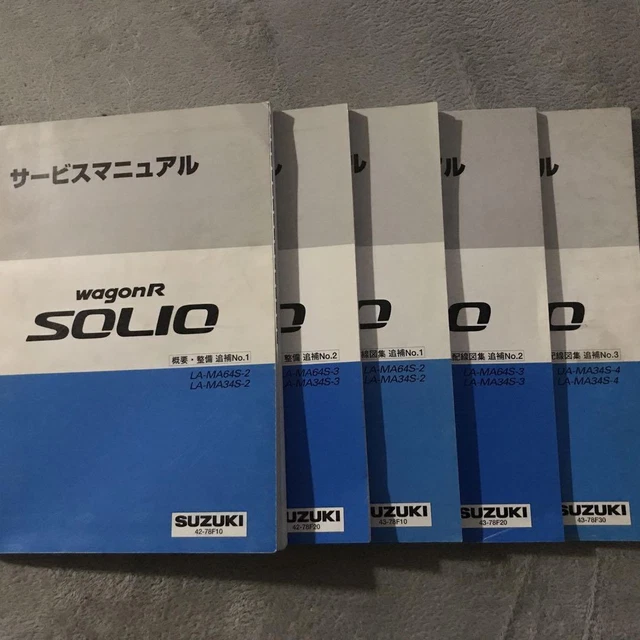 サービスマニュアル
wagonR
SOLIO
概要・整備 追補No.1
LA-MA64S-2
LA-MA34S-2
SUZUKI
42-78F10
ル
O
整備 追補No.2
LA-MA64S-3
LA-MA34S-3
SUZUKI
42-78F20
ル
O
線図集 追補No.1
LA-MA64S-2
LA-MA34S-2
SUZUKI
43-78F10
ル
O
配線図集 追補No.2
LA-MA64S-3
LA-MA34S-3
SUZUKI
43-78F20
ル
O
配線図集 追補No.3
LA-MA34S-4
LA-MA34S-4
SUZUKI
43-78F30